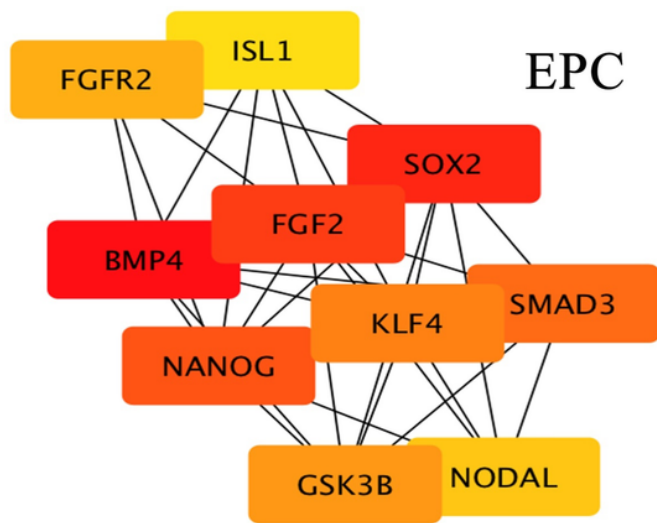 ISL1
FGFR2
EPC
SOX2
FGF2
BMP4
SMAD3
KLF4
NANOG
GSK3B
NODAL